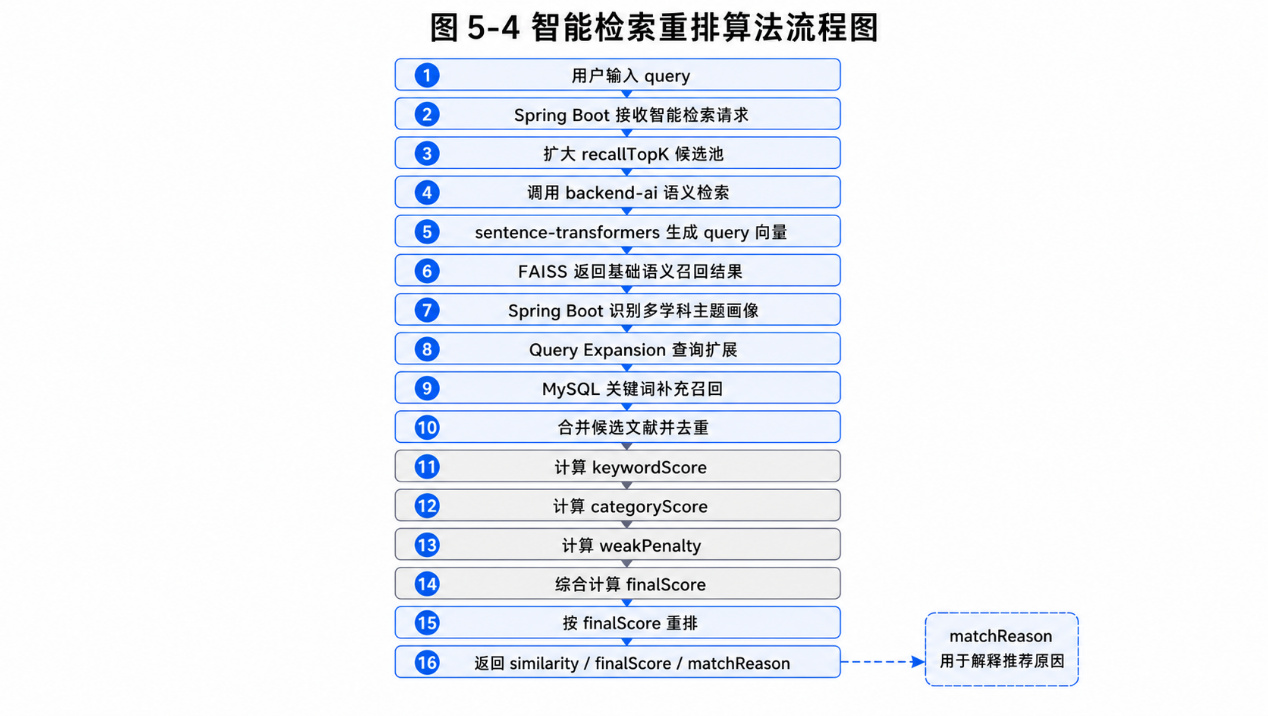 图 5-4 智能检索重排算法流程图
1 用户输入 query
2 Spring Boot 接收智能检索请求
3 扩大 recallTopK 候选池
4 调用 backend-ai 语义检索
5 sentence-transformers 生成 query 向量
6 FAISS 返回基础语义召回结果
7 Spring Boot 识别多学科主题画像
8 Query Expansion 查询扩展
9 MySQL 关键词补充召回
10 合并候选文献并去重
11 计算 keywordScore
12 计算 categoryScore
13 计算 weakPenalty
14 综合计算 finalScore
15 按 finalScore 重排
16 返回 similarity / finalScore / matchReason
matchReason
用于解释推荐原因